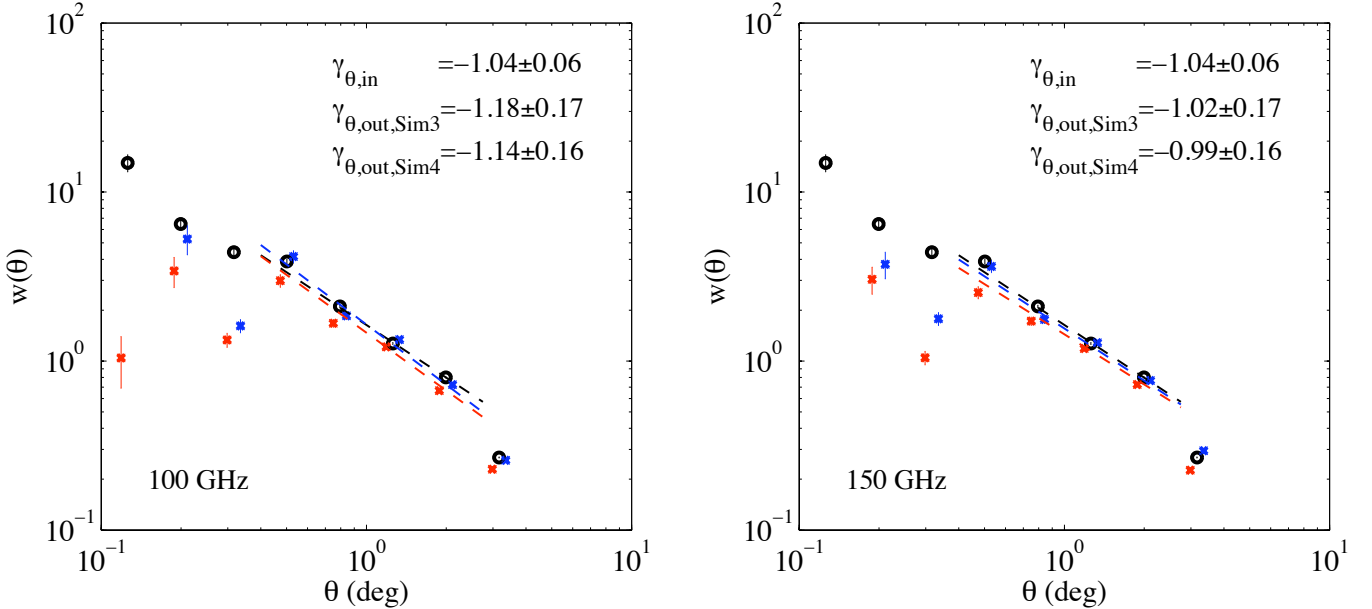 10²
γθ,in =−1.04±0.06
γθ,out,Sim3=−1.18±0.17
γθ,out,Sim4=−1.14±0.16
10¹
w(θ)
10⁰
100 GHz
10⁻¹
10⁻¹ 10⁰ 10¹
θ (deg)
10²
γθ,in =−1.04±0.06
γθ,out,Sim3=−1.02±0.17
γθ,out,Sim4=−0.99±0.16
10¹
w(θ)
10⁰
150 GHz
10⁻¹
10⁻¹ 10⁰ 10¹
θ (deg)